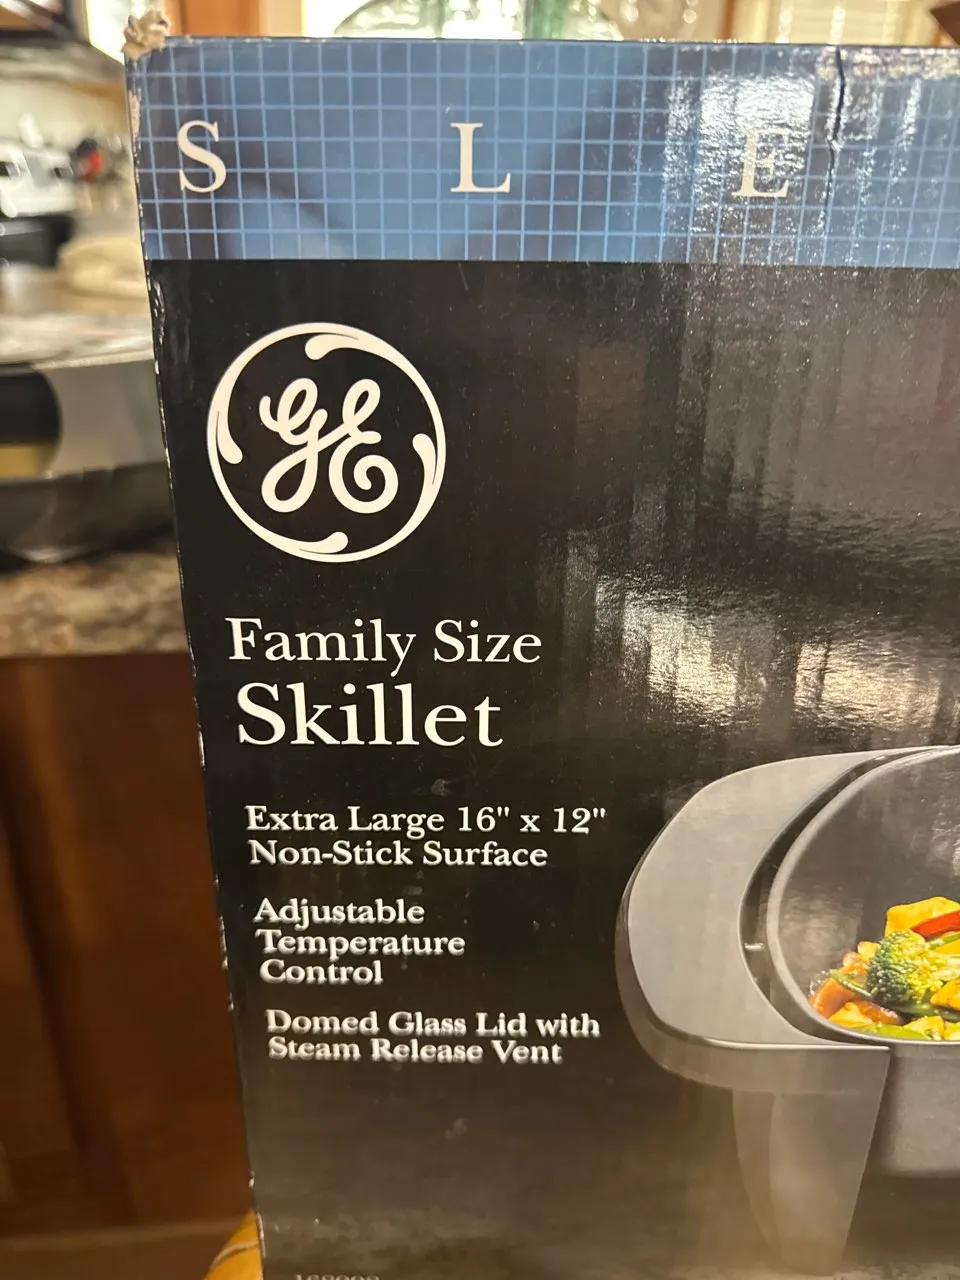 S L E
GE
Family Size
Skillet
Extra Large 16" x 12"
Non-Stick Surface
Adjustable
Temperature
Control
Domed Glass Lid with
Steam Release Vent